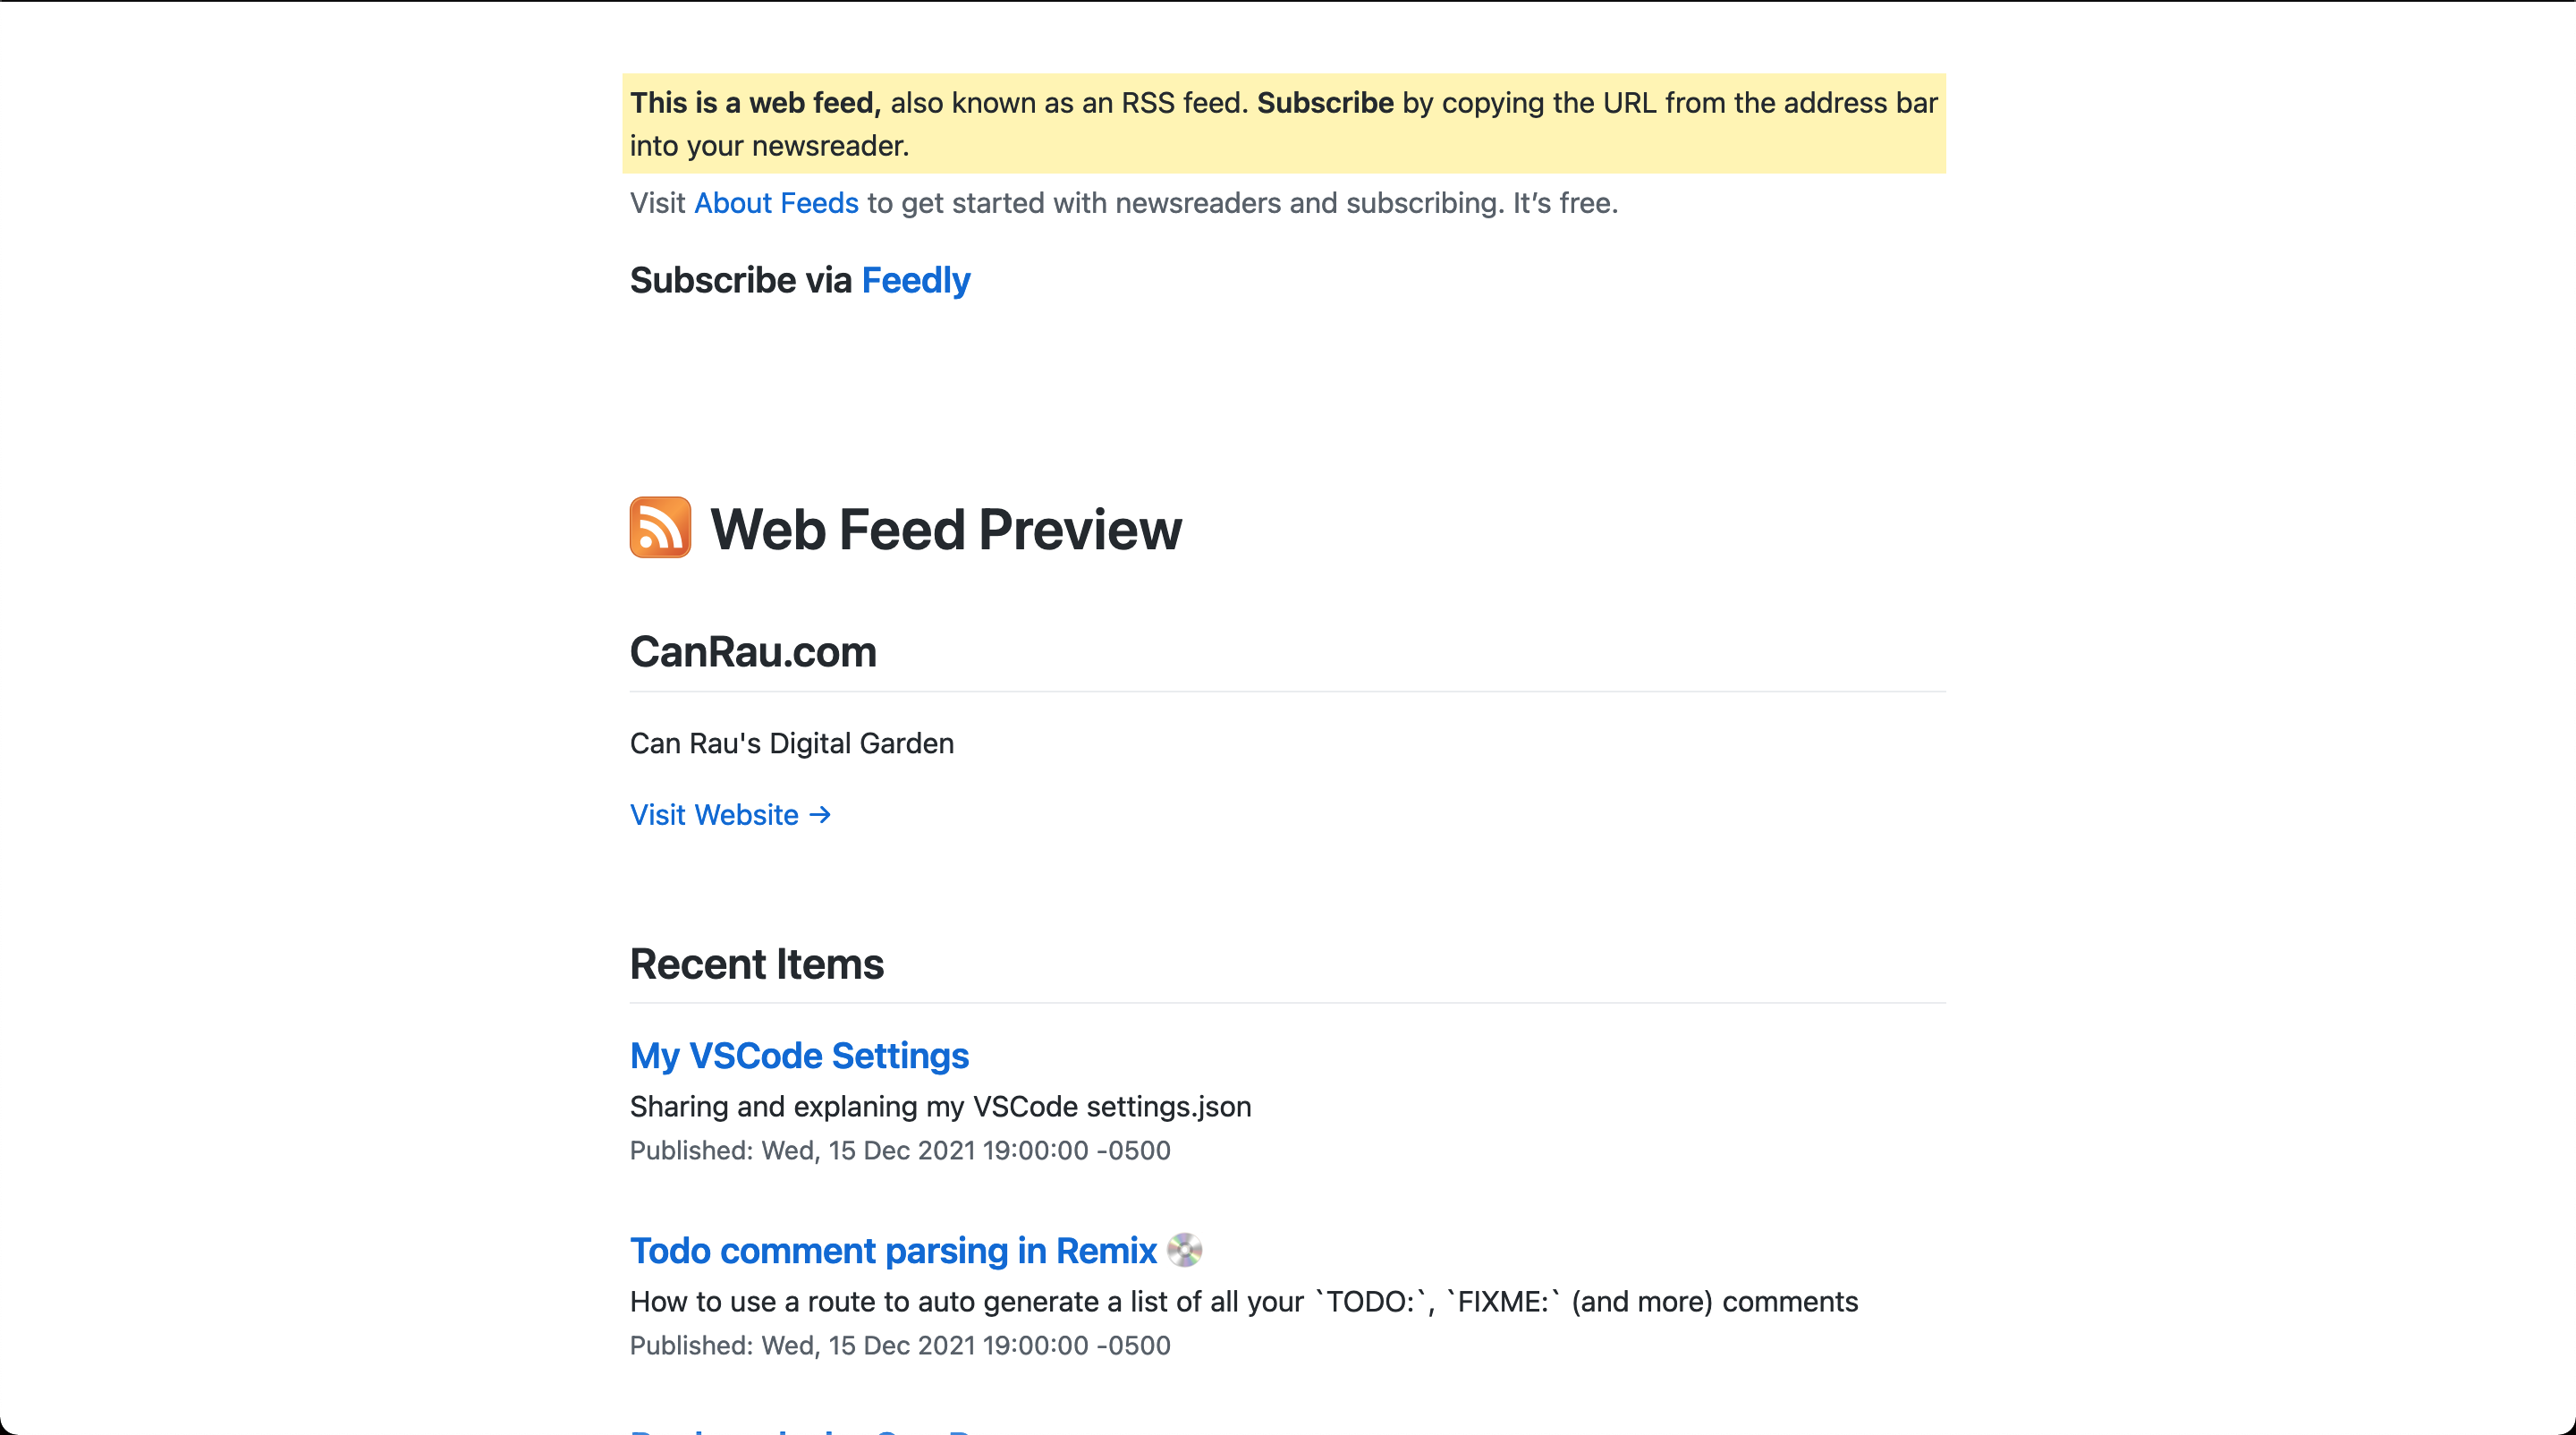 This is a web feed, also known as an RSS feed. Subscribe by copying the URL from the address bar
into your newsreader.
Visit About Feeds to get started with newsreaders and subscribing. It’s free.
Subscribe via Feedly
Web Feed Preview
CanRau.com
Can Rau's Digital Garden
Visit Website →
Recent Items
My VSCode Settings
Sharing and explaning my VSCode settings.json
Published: Wed, 15 Dec 2021 19:00:00 -0500
Todo comment parsing in Remix 💿
How to use a route to auto generate a list of all your `TODO:`, `FIXME:` (and more) comments
Published: Wed, 15 Dec 2021 19:00:00 -0500